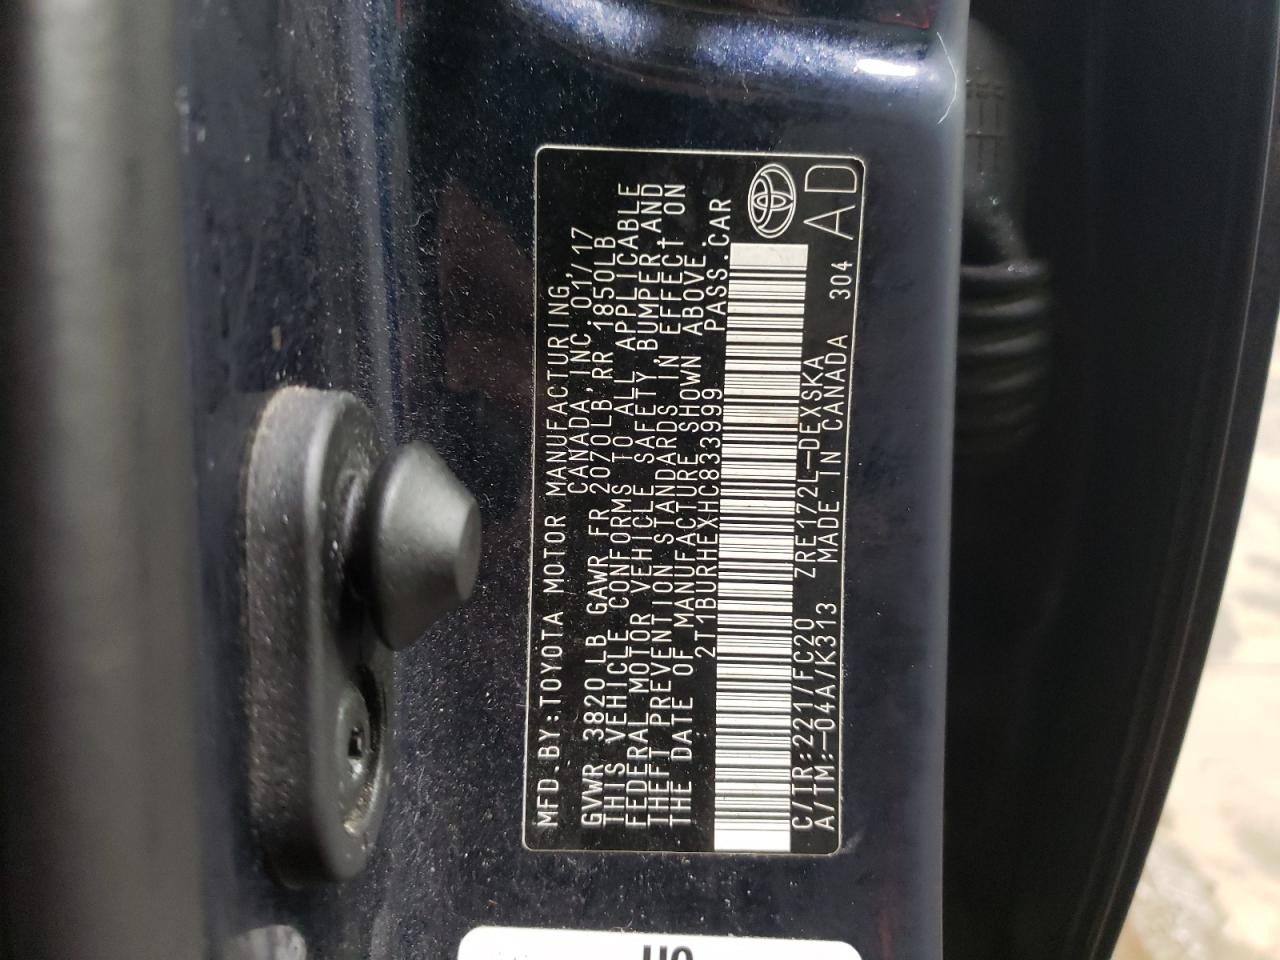 MFD.BY:TOYOTA MOTOR MANUFACTURING,
CANADA,INC.01/17
GVWR 3820LB GAWR FR 2070LB,RR 1850LB
THIS VEHICLE CONFORMS TO ALL APPLICABLE
FEDERAL MOTOR VEHICLE SAFETY,BUMPER,AND
THEFT PREVENTION STANDARDS IN EFFECT ON
THE DATE OF MANUFACTURE SHOWN ABOVE.
2T1BURHEXHC833999 PASS.CAR
C/TR:221/FC20 ZRE172L-DEXSKA
A/TM:-04A/K313 MADE IN CANADA 304
AD